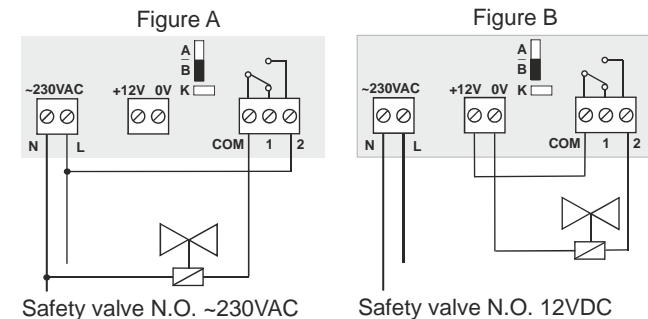 Figure A
A
B
~230VAC
+12V 0V
K
N
L
COM
1
2
Safety valve N.O. ~230VAC
Figure B
A
B
~230VAC
+12V 0V
K
N
L
COM
1
2
Safety valve N.O. 12VDC